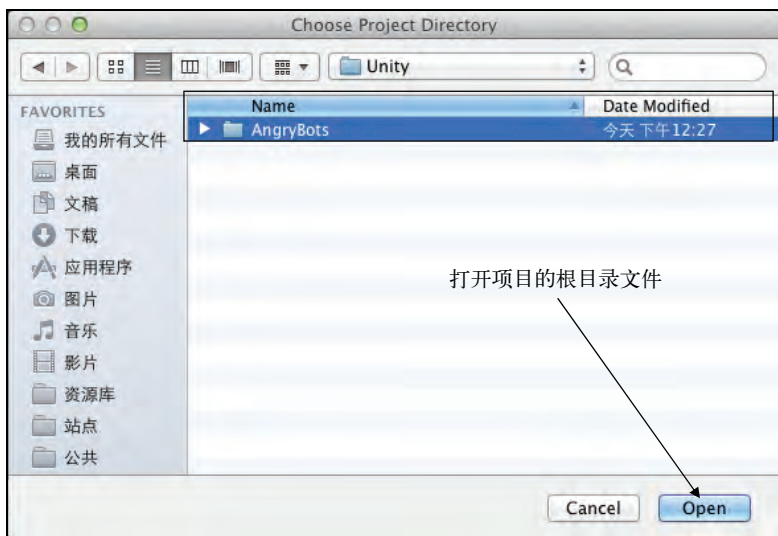 Choose Project Directory
Unity
FAVORITES
我的所有文件
桌面
文稿
下载
应用程序
图片
音乐
影片
资源库
站点
公共
Name Date Modified
AngryBots 今天 下午12:27
打开项目的根目录文件
Cancel Open